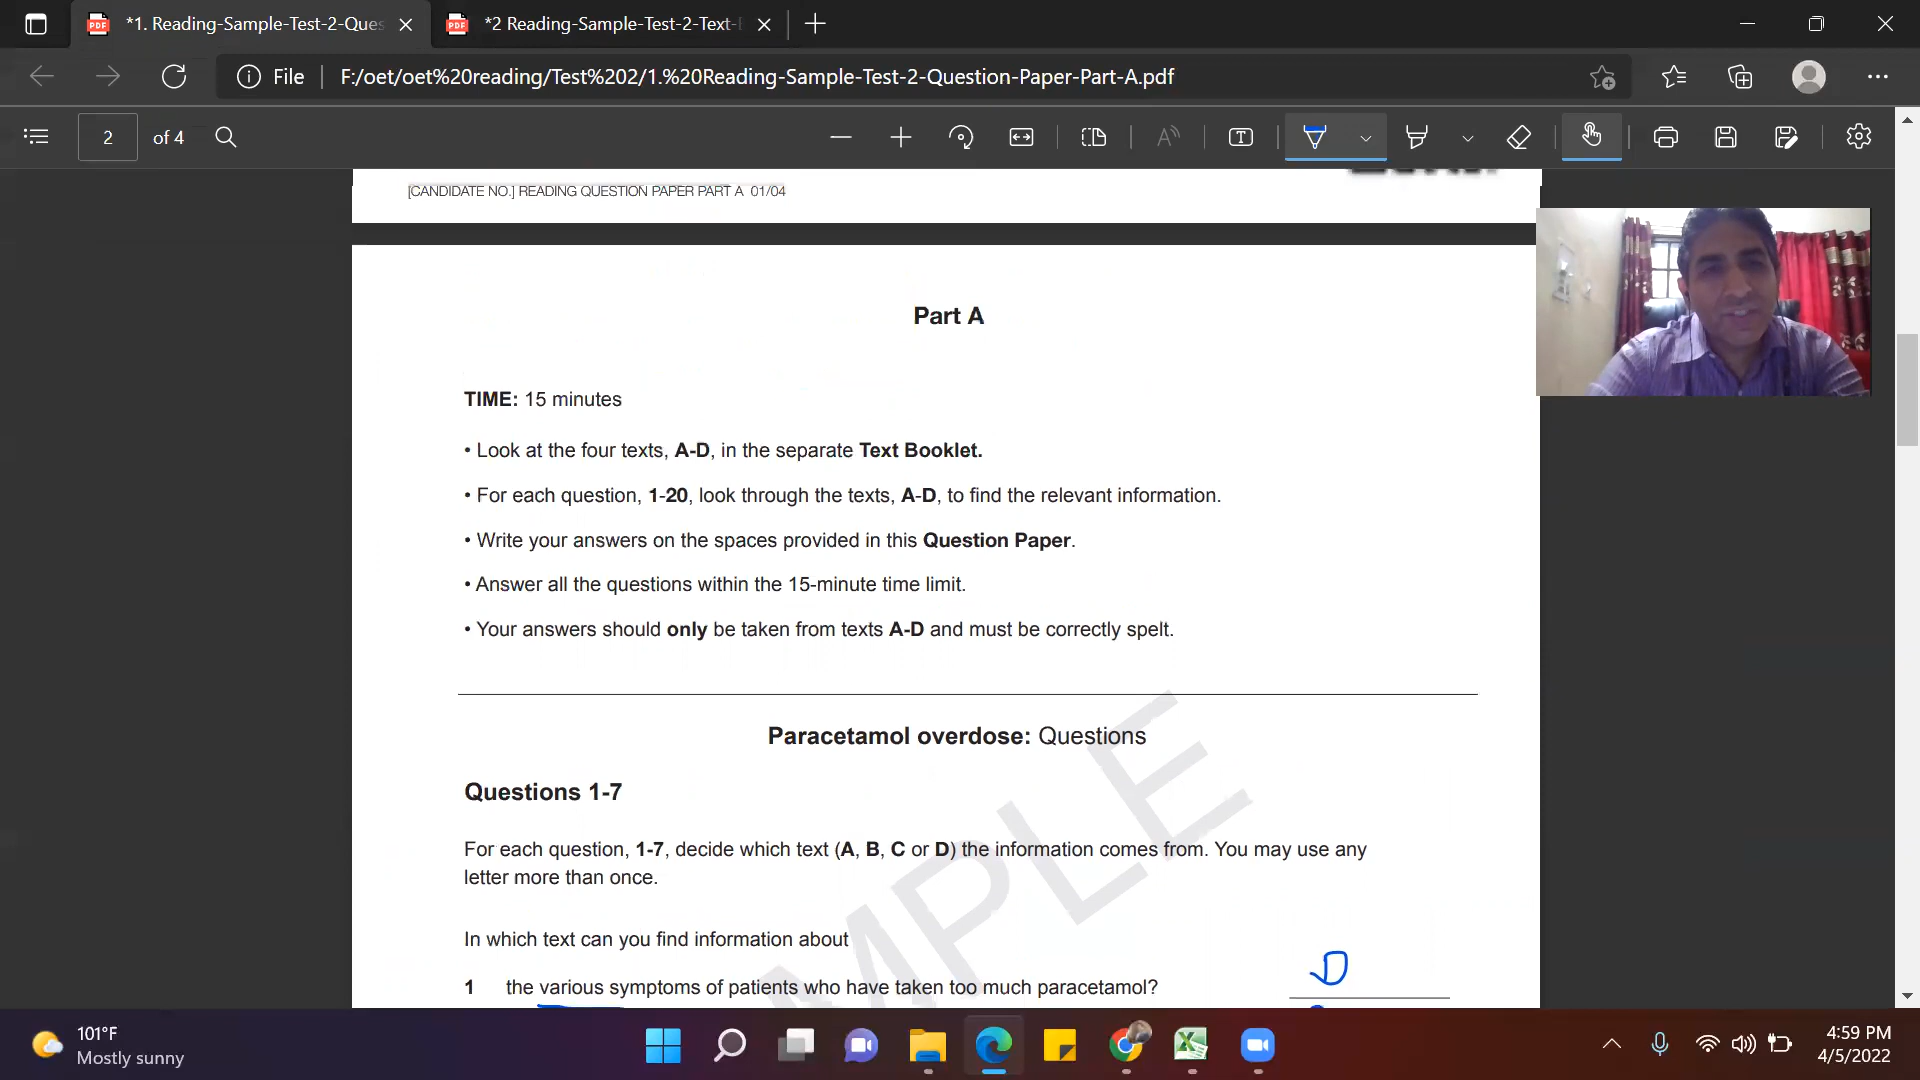 *1. Reading-Sample-Test-2-Ques
*2 Reading-Sample-Test-2-Text-
File
F:/oet/oet%20reading/Test%202/1.%20Reading-Sample-Test-2-Question-Paper-Part-A.pdf
2 of 4
[CANDIDATE NO.] READING QUESTION PAPER PART A 01/04
Part A
TIME: 15 minutes
• Look at the four texts, A-D, in the separate Text Booklet.
• For each question, 1-20, look through the texts, A-D, to find the relevant information.
• Write your answers on the spaces provided in this Question Paper.
• Answer all the questions within the 15-minute time limit.
• Your answers should only be taken from texts A-D and must be correctly spelt.
Paracetamol overdose: Questions
Questions 1-7
For each question, 1-7, decide which text (A, B, C or D) the information comes from. You may use any
letter more than once.
In which text can you find information about
1 the various symptoms of patients who have taken too much paracetamol? D
MPLE
101°F
Mostly sunny
4:59 PM
4/5/2022